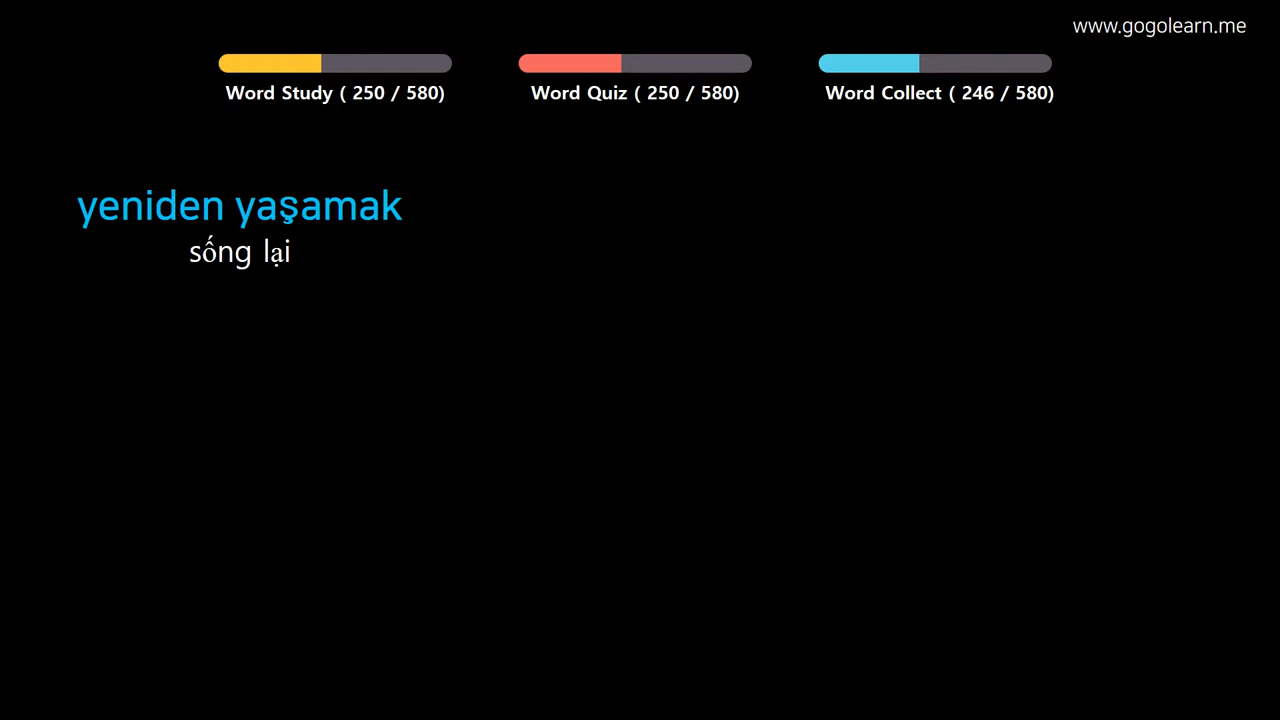 www.gogolearn.me
Word Study ( 250 / 580)
Word Quiz ( 250 / 580)
Word Collect ( 246 / 580)
yeniden yaşamak
sống lại